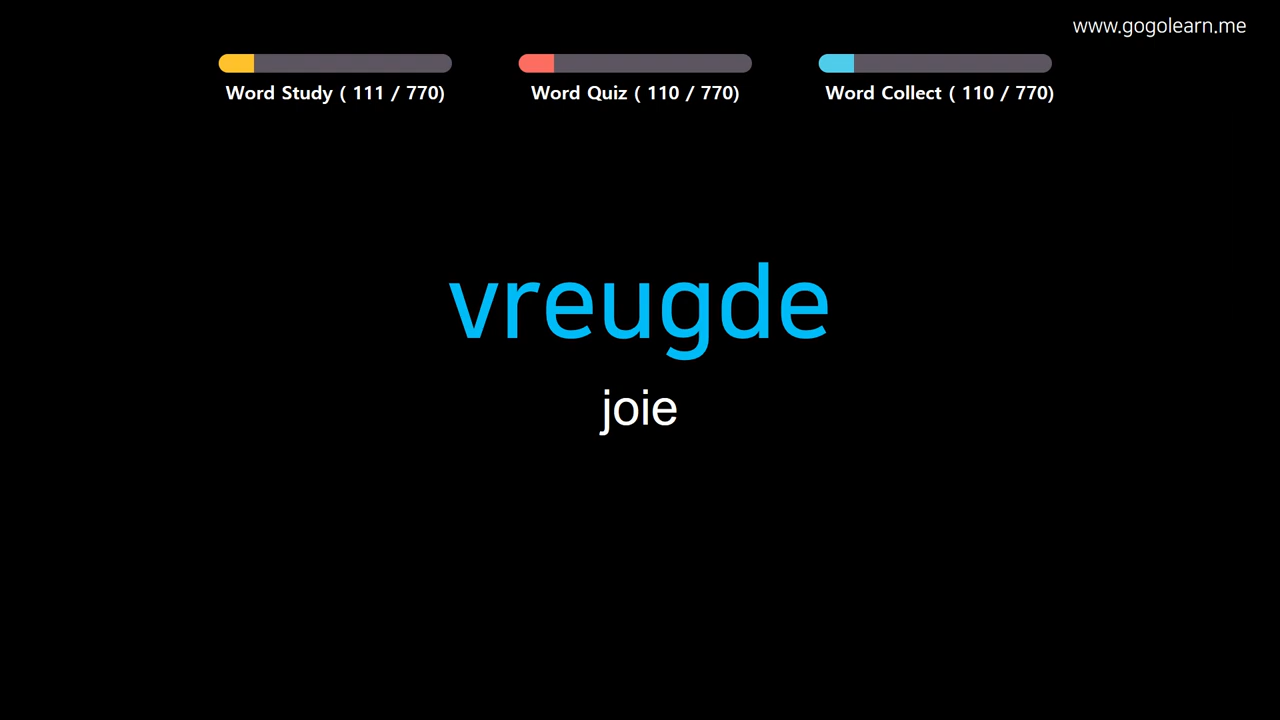 www.gogolearn.me
Word Study ( 111 / 770)
Word Quiz ( 110 / 770)
Word Collect ( 110 / 770)
vreugde
joie